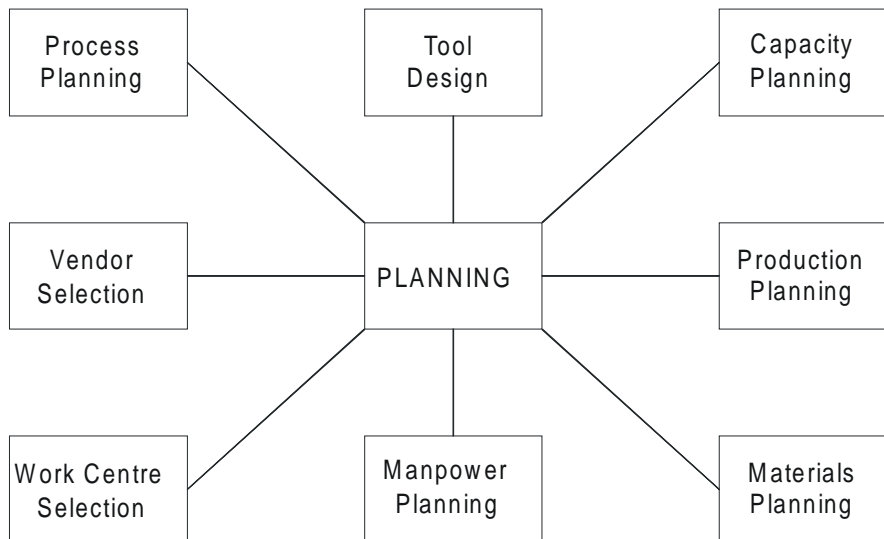 Process
Planning
Tool
Design
Capacity
Planning
Vendor
Selection
PLANNING
Production
Planning
Work Centre
Selection
Manpower
Planning
Materials
Planning